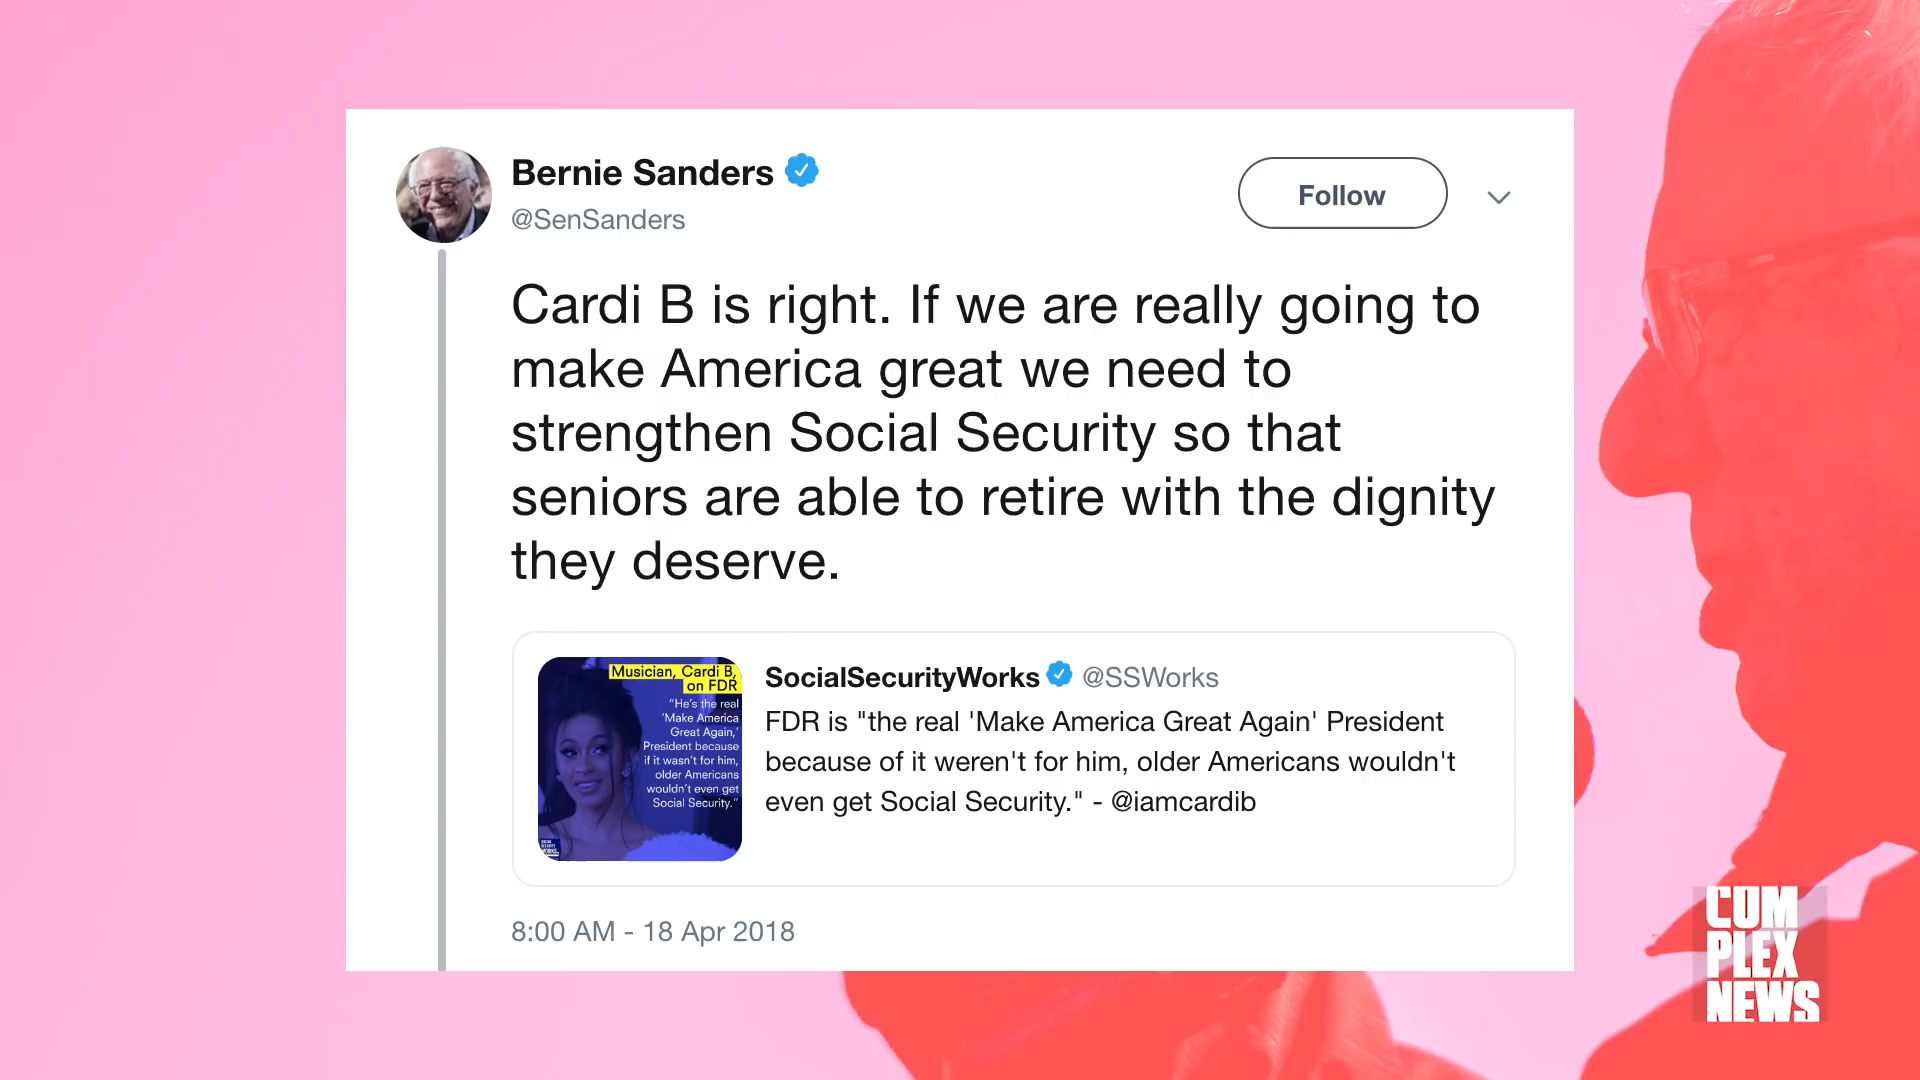 Bernie Sanders
@SenSanders
Follow
Cardi B is right. If we are really going to
make America great we need to
strengthen Social Security so that
seniors are able to retire with the dignity
they deserve.
Musician, Cardi B,
on FDR
"He's the real
'Make America
Great Again,'
President because
if it wasn't for him,
older Americans
wouldn't even get
Social Security."
SOCIAL
SECURITY
WORKS
SocialSecurityWorks @SSWorks
FDR is "the real 'Make America Great Again' President
because of it weren't for him, older Americans wouldn't
even get Social Security." - @iamcardib
8:00 AM - 18 Apr 2018
COM
PLEX
NEWS